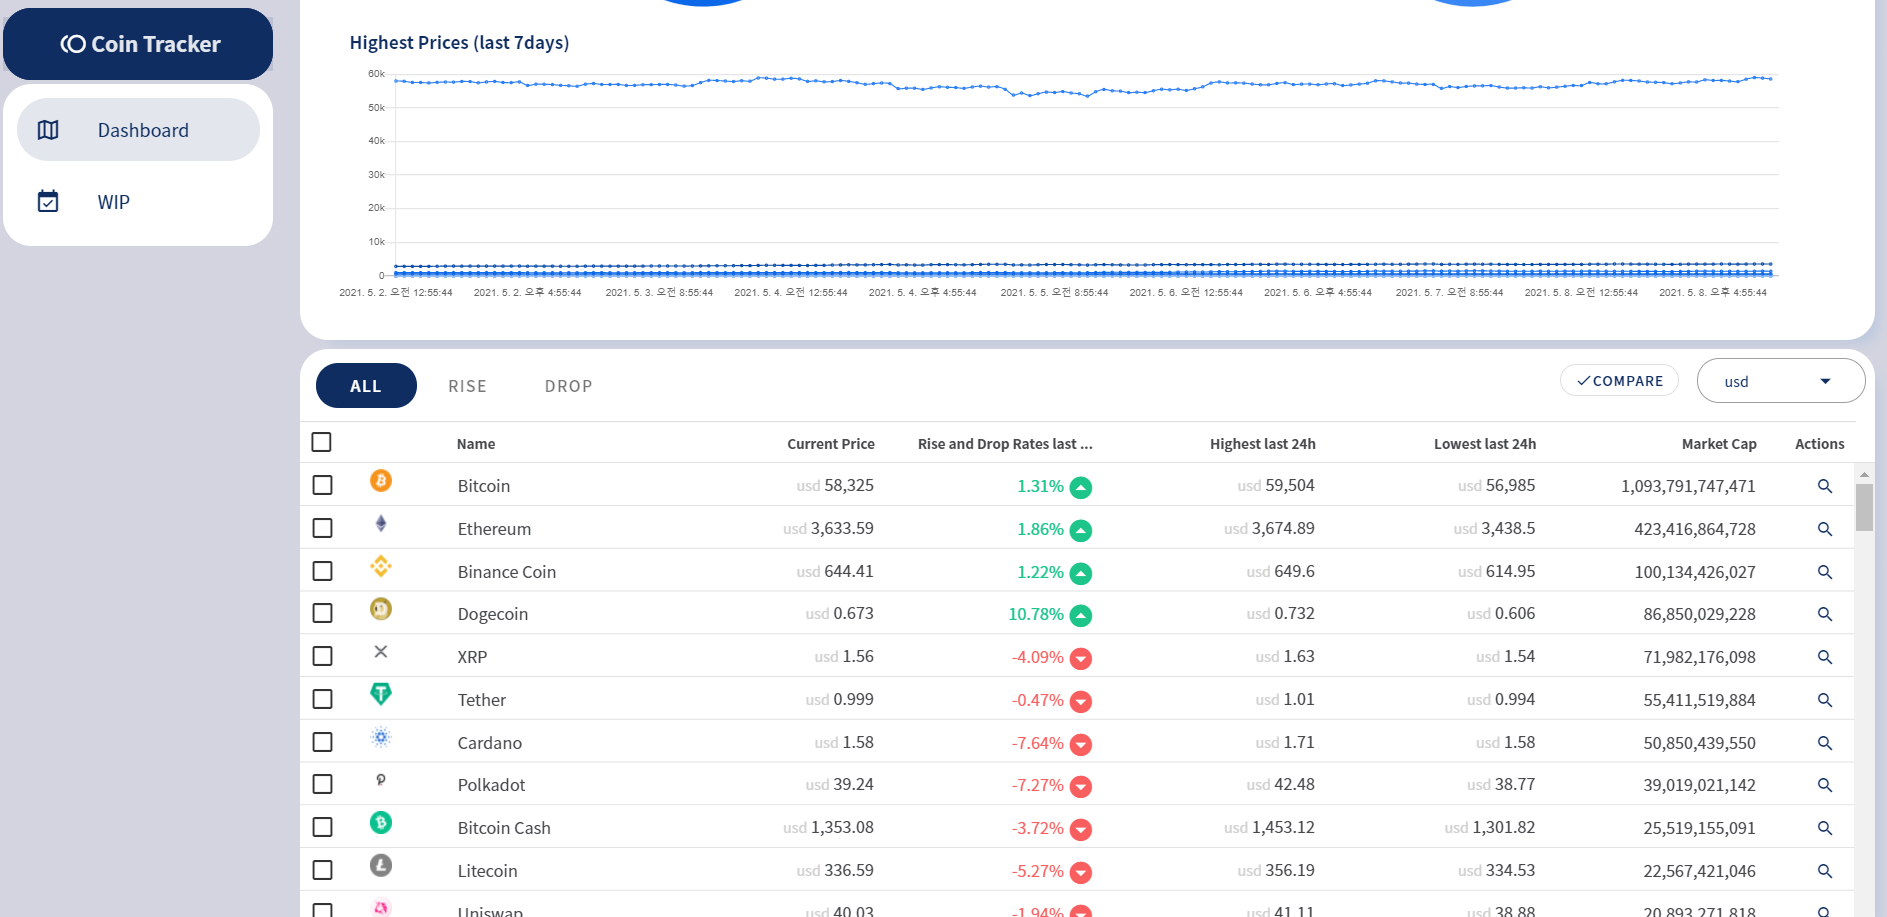 Coin Tracker
Dashboard
WIP
Highest Prices (last 7days)
60k
50k
40k
30k
20k
10k
0
2021. 5. 2. 오전 12:55:44 2021. 5. 2. 오후 4:55:44 2021. 5. 3. 오전 8:55:44 2021. 5. 4. 오전 12:55:44 2021. 5. 4. 오후 4:55:44 2021. 5. 5. 오전 8:55:44 2021. 5. 6. 오전 12:55:44 2021. 5. 6. 오후 4:55:44 2021. 5. 7. 오전 8:55:44 2021. 5. 8. 오전 12:55:44 2021. 5. 8. 오후 4:55:44
ALL RISE DROP COMPARE usd
Name Current Price Rise and Drop Rates last ... Highest last 24h Lowest last 24h Market Cap Actions
Bitcoin usd 58,325 1.31% usd 59,504 usd 56,985 1,093,791,747,471
Ethereum usd 3,633.59 1.86% usd 3,674.89 usd 3,438.5 423,416,864,728
Binance Coin usd 644.41 1.22% usd 649.6 usd 614.95 100,134,426,027
Dogecoin usd 0.673 10.78% usd 0.732 usd 0.606 86,850,029,228
XRP usd 1.56 -4.09% usd 1.63 usd 1.54 71,982,176,098
Tether usd 0.999 -0.47% usd 1.01 usd 0.994 55,411,519,884
Cardano usd 1.58 -7.64% usd 1.71 usd 1.58 50,850,439,550
Polkadot usd 39.24 -7.27% usd 42.48 usd 38.77 39,019,021,142
Bitcoin Cash usd 1,353.08 -3.72% usd 1,453.12 usd 1,301.82 25,519,155,091
Litecoin usd 336.59 -5.27% usd 356.19 usd 334.53 22,567,421,046
Uniswap usd 40.03 -1.94% usd 41.11 usd 38.88 20,893,271,818